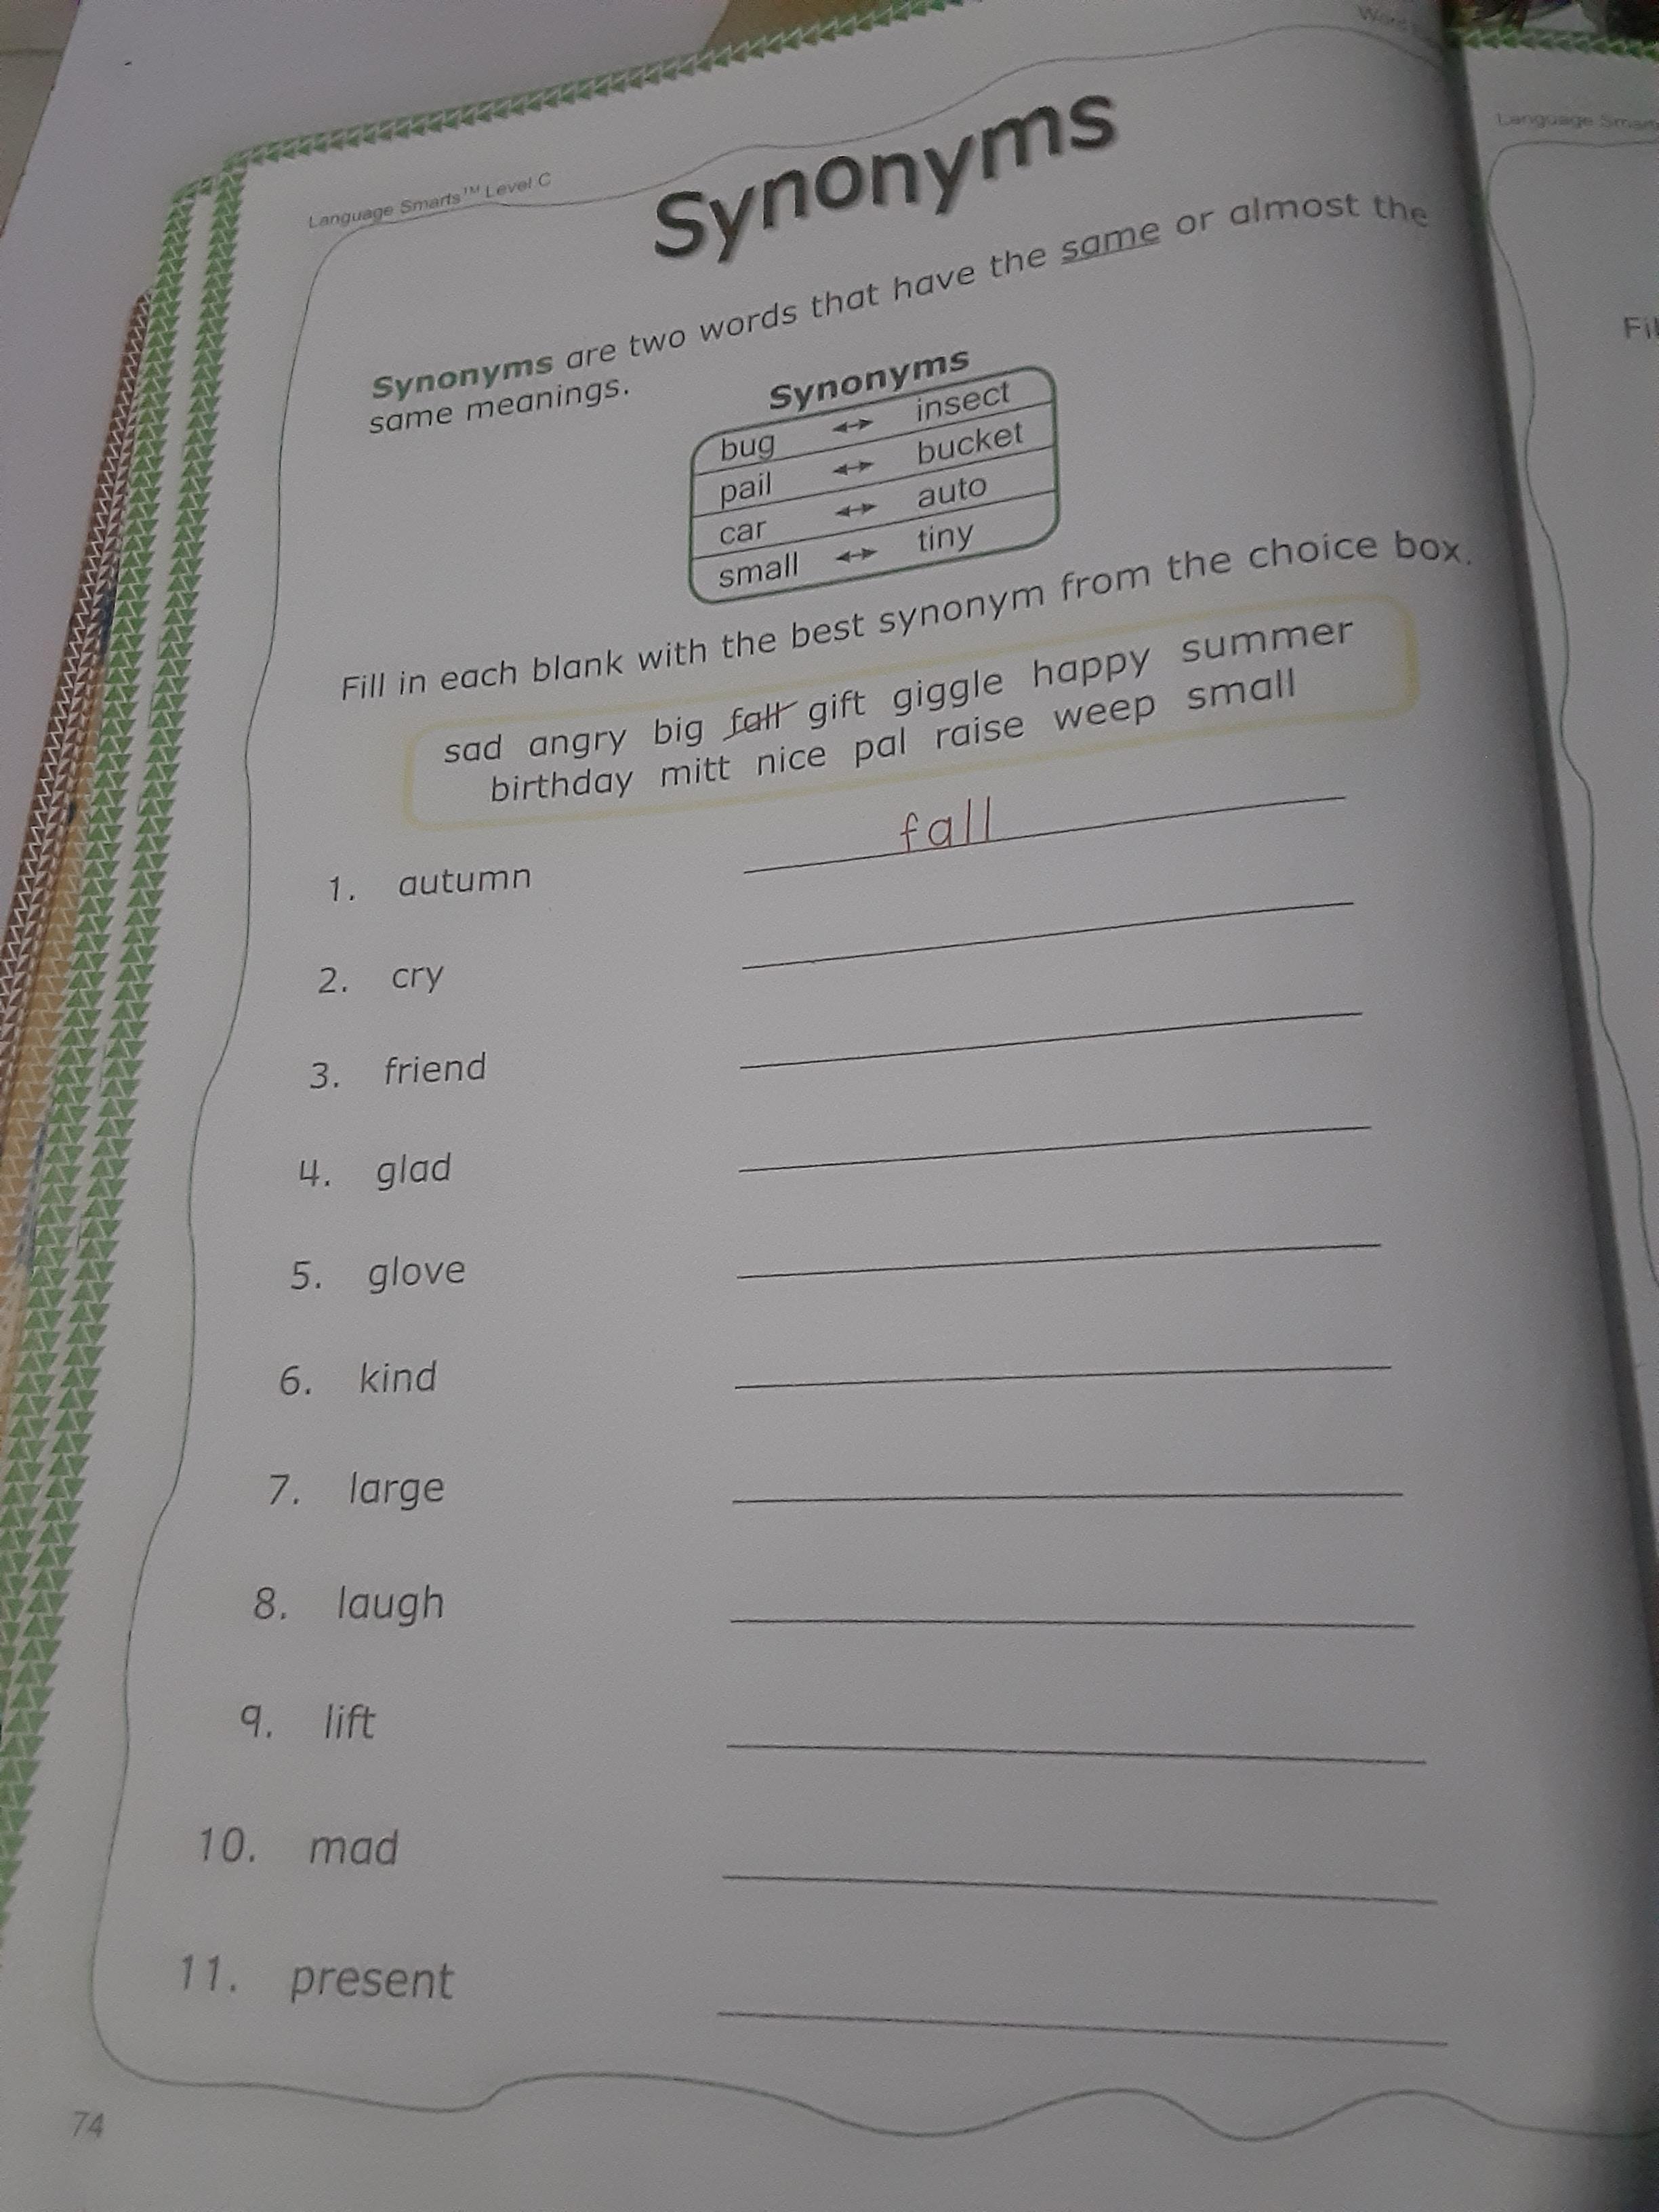 Language Smarts™ Level C
Word
Synonyms
Synonyms are two words that have the same or almost the
same meanings.
Synonyms
bug ↔ insect
pail ↔ bucket
car ↔ auto
small ↔ tiny
Fill in each blank with the best synonym from the choice box.
sad angry big fall gift giggle happy summer
birthday mitt nice pal raise weep small
1. autumn fall
2. cry
3. friend
4. glad
5. glove
6. kind
7. large
8. laugh
9. lift
10. mad
11. present
74
Language Smarts
Fil